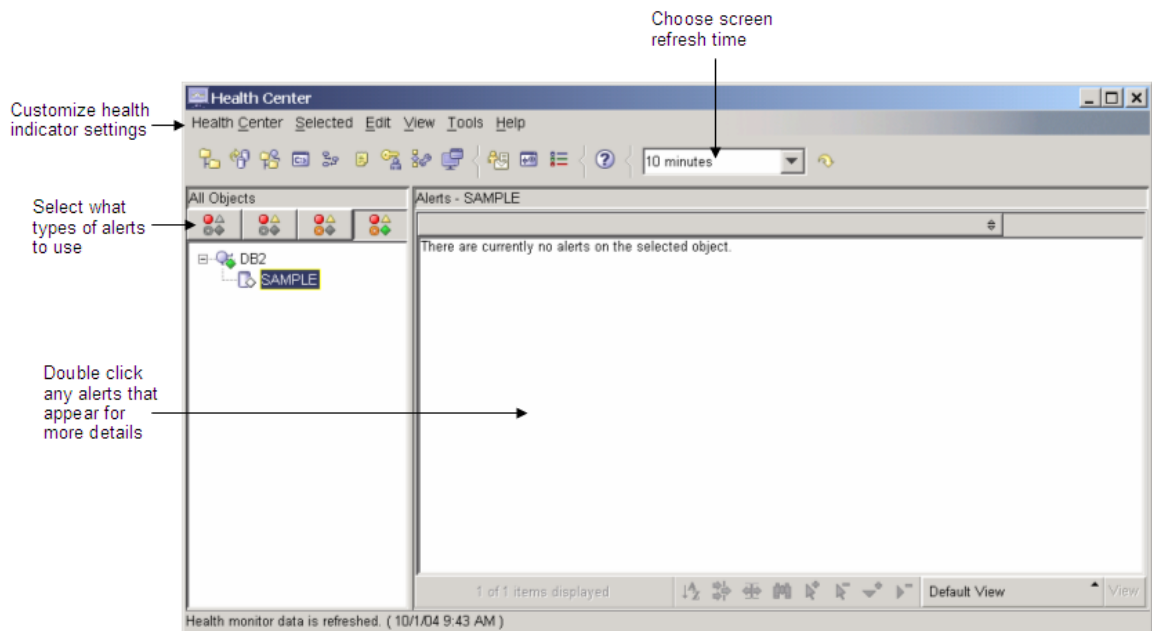 Choose screen
refresh time
Customize health
indicator settings
Health Center
Health Center Selected Edit View Tools Help
10 minutes
Select what
types of alerts
to use
All Objects
Alerts - SAMPLE
There are currently no alerts on the selected object.
DB2
SAMPLE
Double click
any alerts that
appear for
more details
1 of 1 items displayed
Default View
View
Health monitor data is refreshed. ( 10/1/04 9:43 AM )